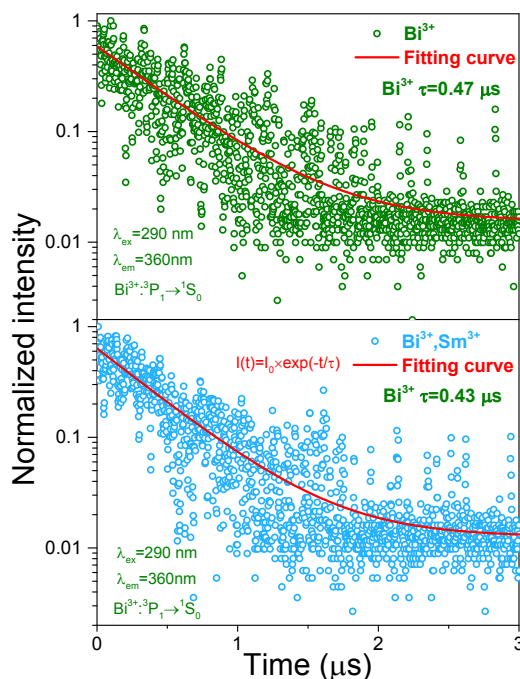 Normalized intensity
1
0.1
0.01
Bi³⁺
Fitting curve
Bi³⁺ τ=0.47 μs
λex=290 nm
λem=360nm
Bi³⁺:³P₁→¹S₀
1
0.1
0.01
Bi³⁺,Sm³⁺
I(t)=I₀×exp(-t/τ)
Fitting curve
Bi³⁺ τ=0.43 μs
λex=290 nm
λem=360nm
Bi³⁺:³P₁→¹S₀
0 1 2 3
Time (μs)